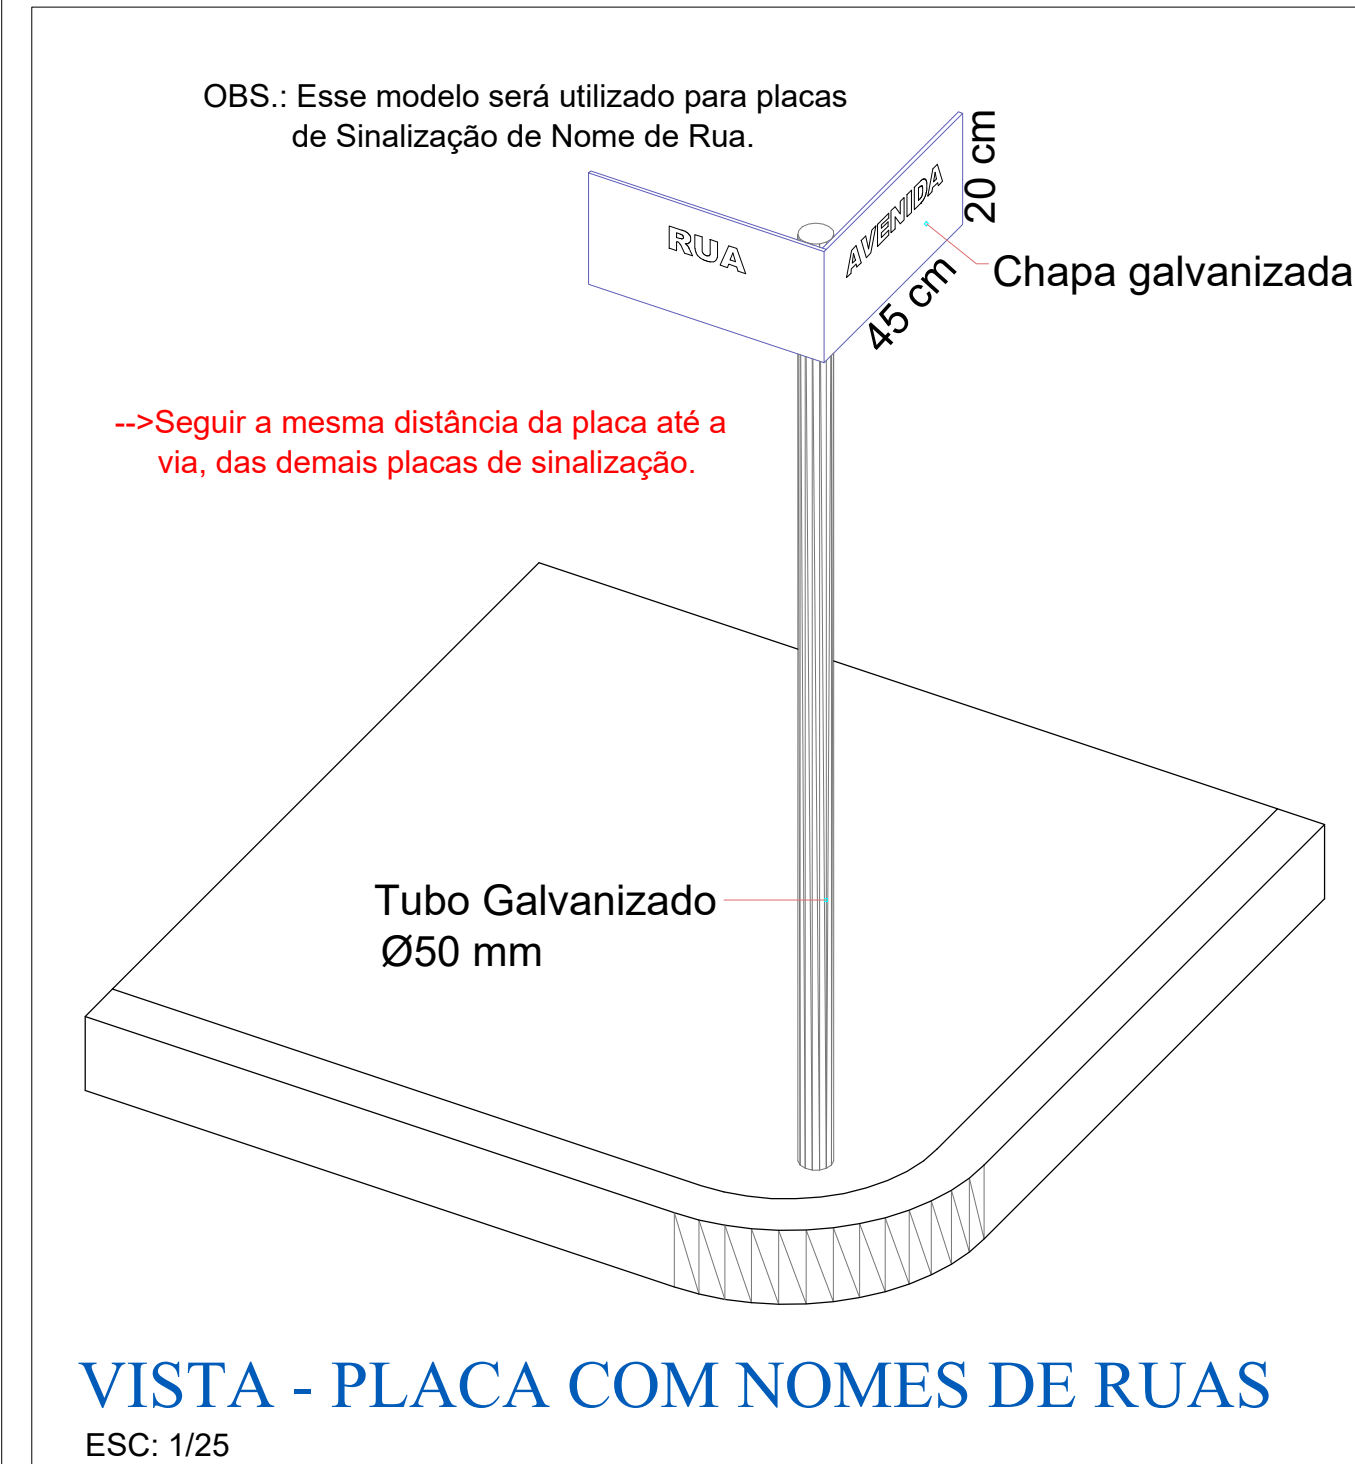 OBS.: Esse modelo será utilizado para placas
de Sinalização de Nome de Rua.
20 cm
RUA
AVENIDA
Chapa galvanizada
45 cm
-->Seguir a mesma distância da placa até a
via, das demais placas de sinalização.
Tubo Galvanizado
Ø50 mm
VISTA - PLACA COM NOMES DE RUAS
ESC: 1/25